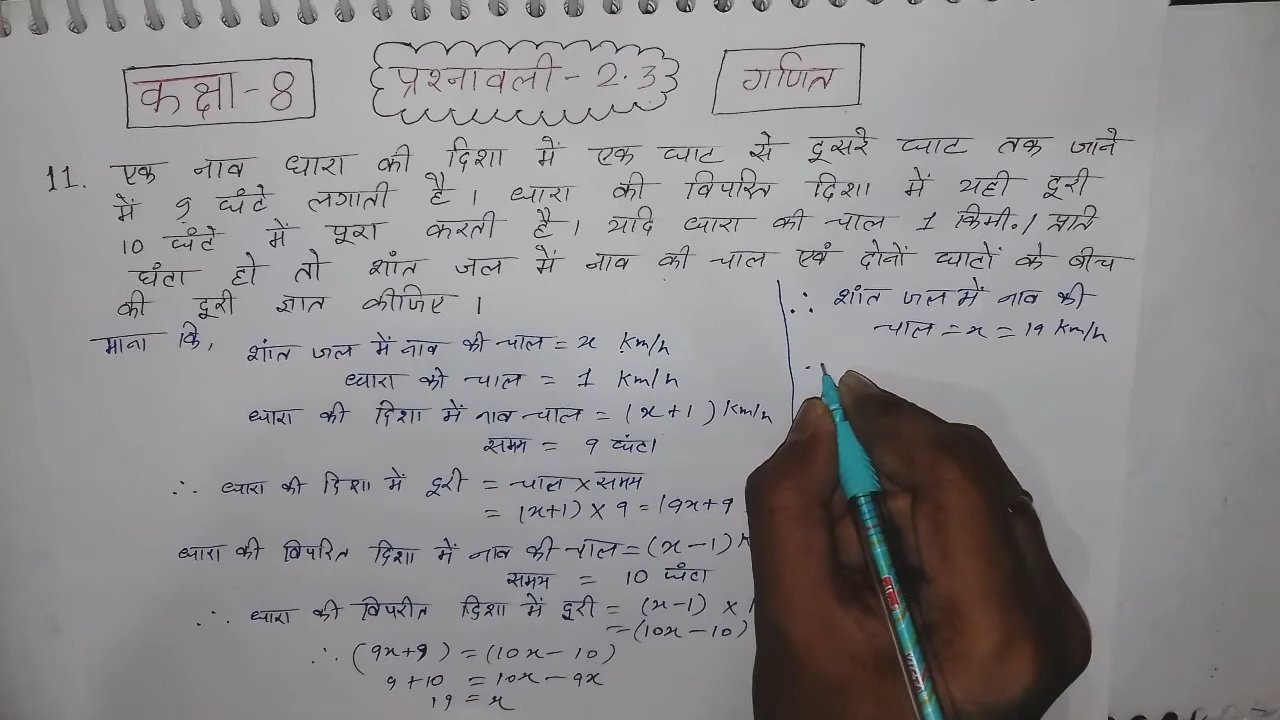 कक्षा-8
प्रश्नावली-2.3
गणित
11. एक नाव धारा की दिशा में एक घाट से दूसरे घाट तक जाने
में 9 घंटे लगाती है। धारा की विपरित दिशा में यही दूरी
10 घंटे में पूरा करती है। यदि धारा की चाल 1 किमी./प्रति
घंटा हो तो शांत जल में नाव की चाल एवं दोनों घाटों के बीच
की दूरी ज्ञात कीजिए।
माना कि,
शांत जल में नाव की चाल = x km/h
धारा की चाल = 1 km/h
धारा की दिशा में नाव चाल = (x+1) km/h
समय = 9 घंटा
∴ धारा की दिशा में दूरी = चाल × समय
= (x+1) × 9 = (9x+9
धारा की विपरित दिशा में नाव की चाल = (x-1)
समय = 10 घंटा
∴ धारा की विपरीत दिशा में दूरी = (x-1) ×
= (10x-10)
∴ (9x+9) = (10x-10)
9+10 = 10x-9x
19 = x
∴ शांत जल में नाव की
चाल = x = 19 km/h